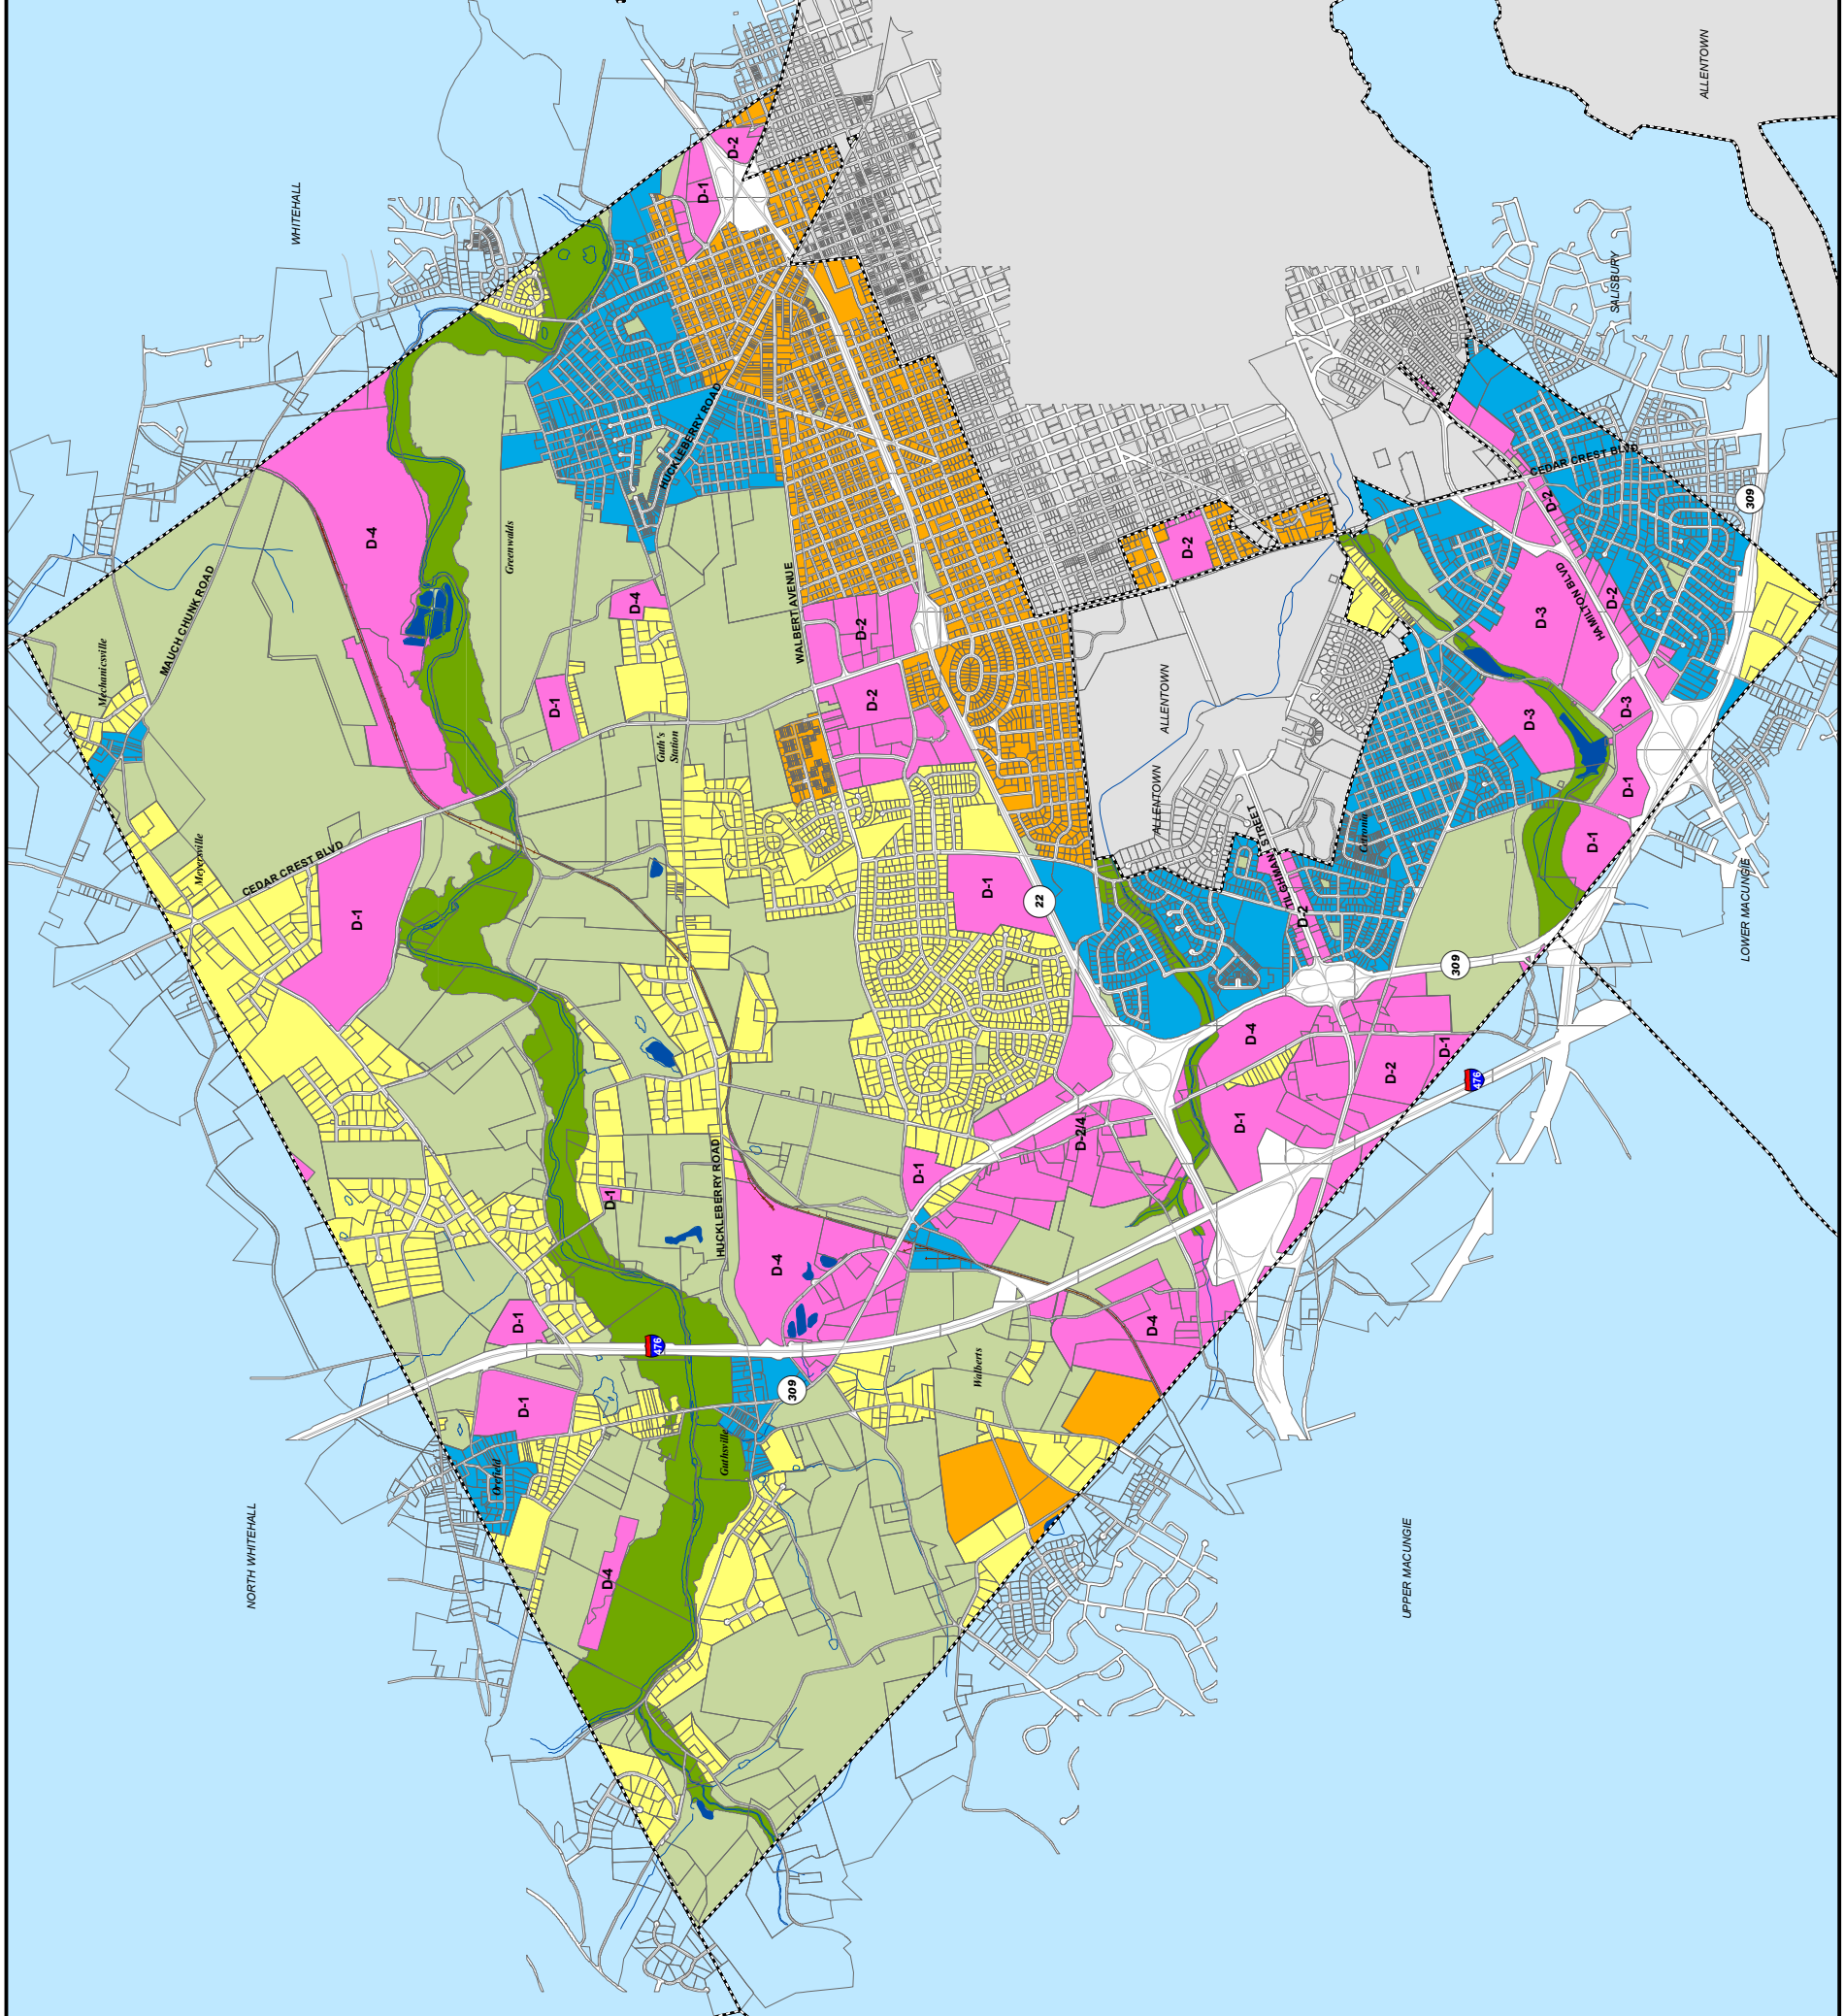 ALLENTOWN
WHITEHALL
D-2
D-1
SALISBURY
HUCKLEBERRY ROAD
CEDAR CREST BLVD
309
D-2
D-4
Greenwalds
D-2
MAUCH CHUNK ROAD
WALBERT AVENUE
D-4
HAMILTON BLVD
D-2
D-3
D-2
Mechanicsville
ALLENTOWN
D-1
D-2
Guth's
Station
D-3
D-3
D-1
ALLENTOWN
Meyersville
CEDAR CREST BLVD
TILGHMAN STREET
Cetronia
D-1
D-1
D-1
22
D-2
LOWER MACUNGIE
309
D-4
D-2
D-1
476
D-2/4
D-1
D-1
D-1
HUCKLEBERRY ROAD
D-4
D-1
D-4
476
Walberts
309
D-1
Guthsville
Orefield
NORTH WHITEHALL
D-4
UPPER MACUNGIE